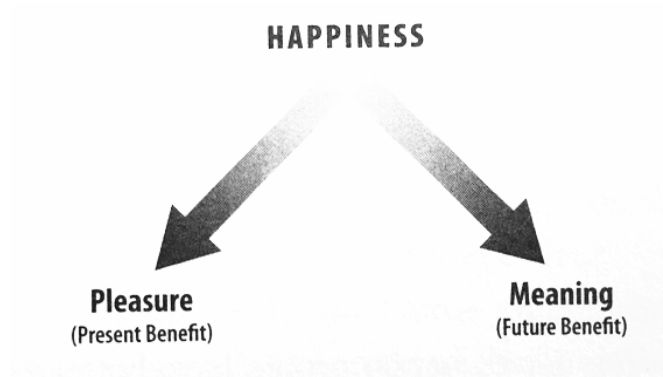 HAPPINESS
Pleasure
(Present Benefit)
Meaning
(Future Benefit)